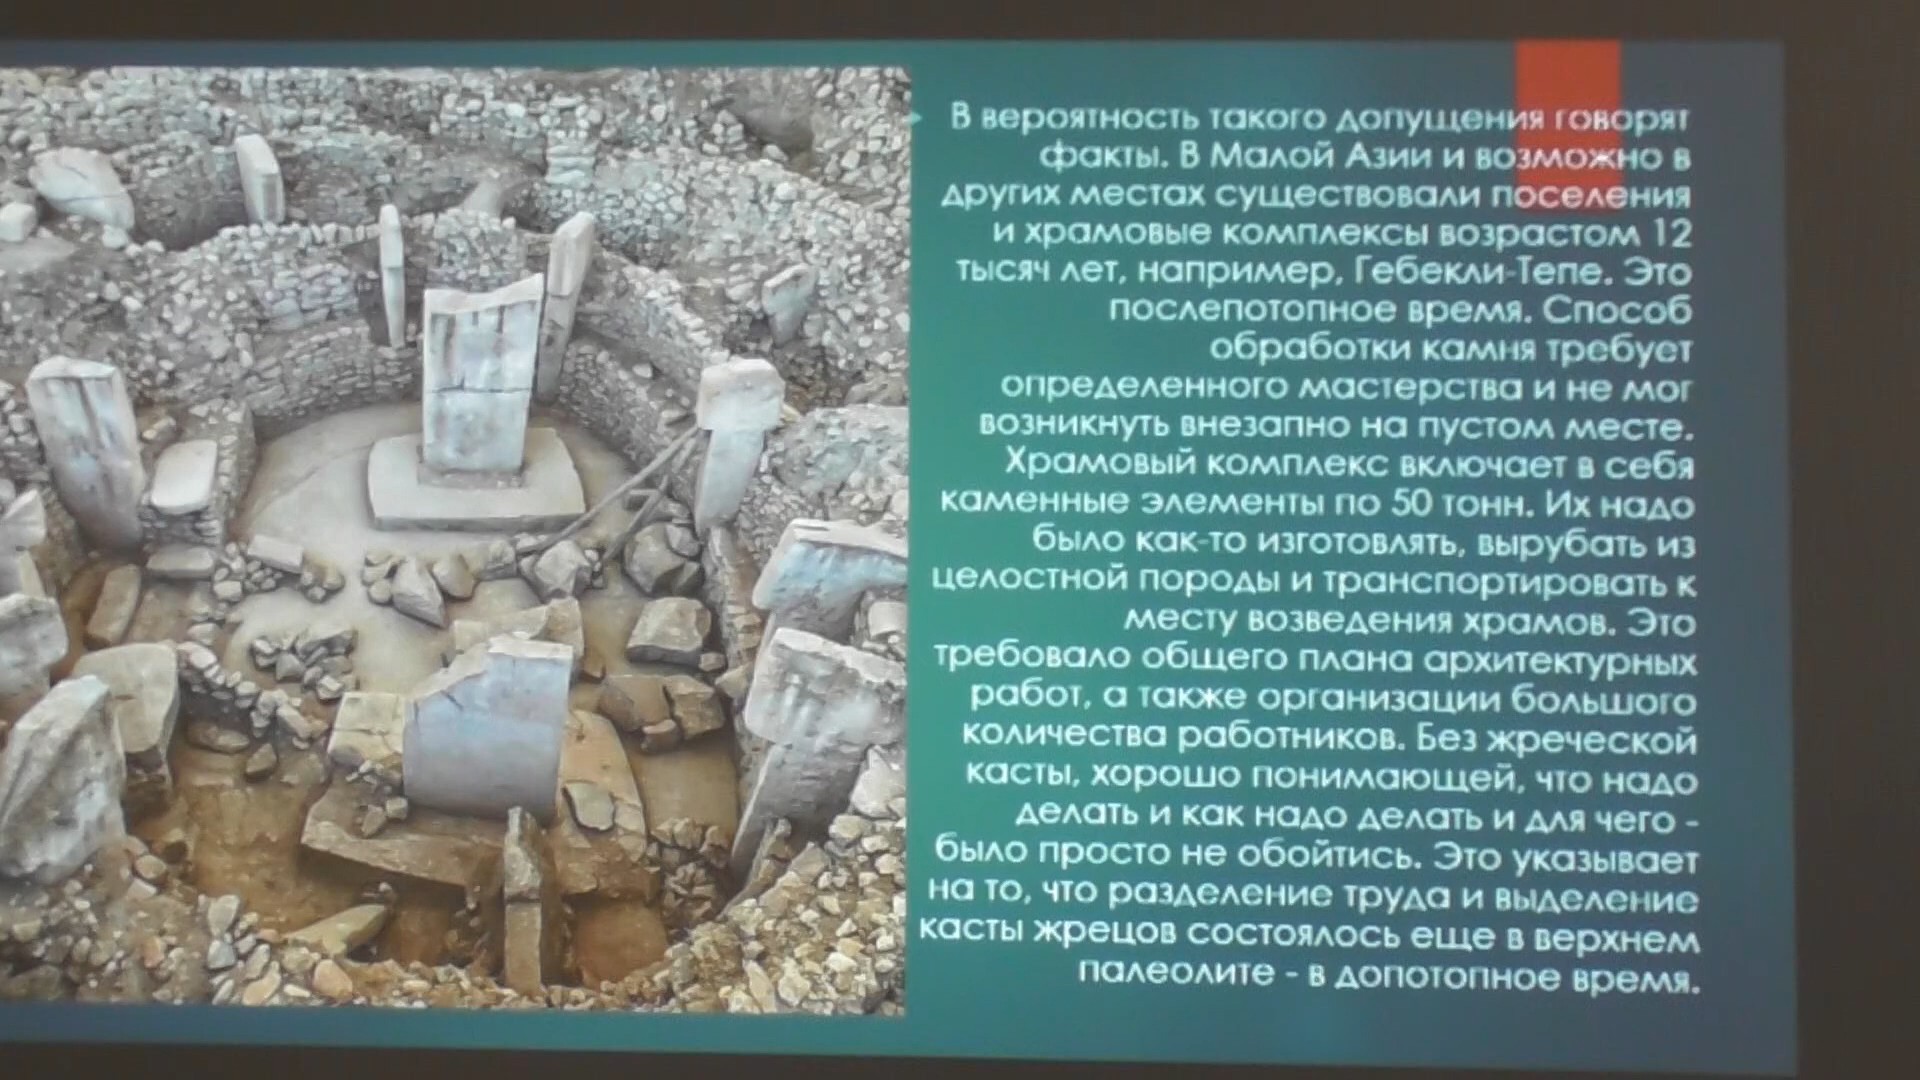 В вероятность такого допущения говорят
факты. В Малой Азии и возможно в
других местах существовали поселения
и храмовые комплексы возрастом 12
тысяч лет, например, Гебекли-Тепе. Это
послепотопное время. Способ
обработки камня требует
определенного мастерства и не мог
возникнуть внезапно на пустом месте.
Храмовый комплекс включает в себя
каменные элементы по 50 тонн. Их надо
было как-то изготовлять, вырубать из
целостной породы и транспортировать к
месту возведения храмов. Это
требовало общего плана архитектурных
работ, а также организации большого
количества работников. Без жреческой
касты, хорошо понимающей, что надо
делать и как надо делать и для чего -
было просто не обойтись. Это указывает
на то, что разделение труда и выделение
касты жрецов состоялось еще в верхнем
палеолите - в допотопное время.